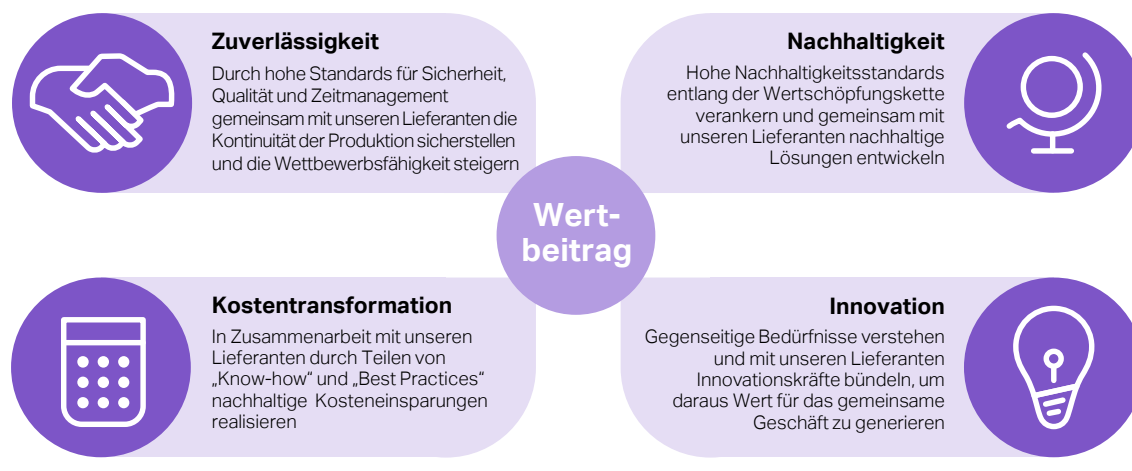 Zuverlässigkeit
Durch hohe Standards für Sicherheit,
Qualität und Zeitmanagement
gemeinsam mit unseren Lieferanten die
Kontinuität der Produktion sicherstellen
und die Wettbewerbsfähigkeit steigern
Nachhaltigkeit
Hohe Nachhaltigkeitsstandards
entlang der Wertschöpfungskette
verankern und gemeinsam mit
unseren Lieferanten nachhaltige
Lösungen entwickeln
Wert-
beitrag
Kostentransformation
In Zusammenarbeit mit unseren
Lieferanten durch Teilen von
„Know-how“ und „Best Practices“
nachhaltige Kosteneinsparungen
realisieren
Innovation
Gegenseitige Bedürfnisse verstehen
und mit unseren Lieferanten
Innovationskräfte bündeln, um
daraus Wert für das gemeinsame
Geschäft zu generieren